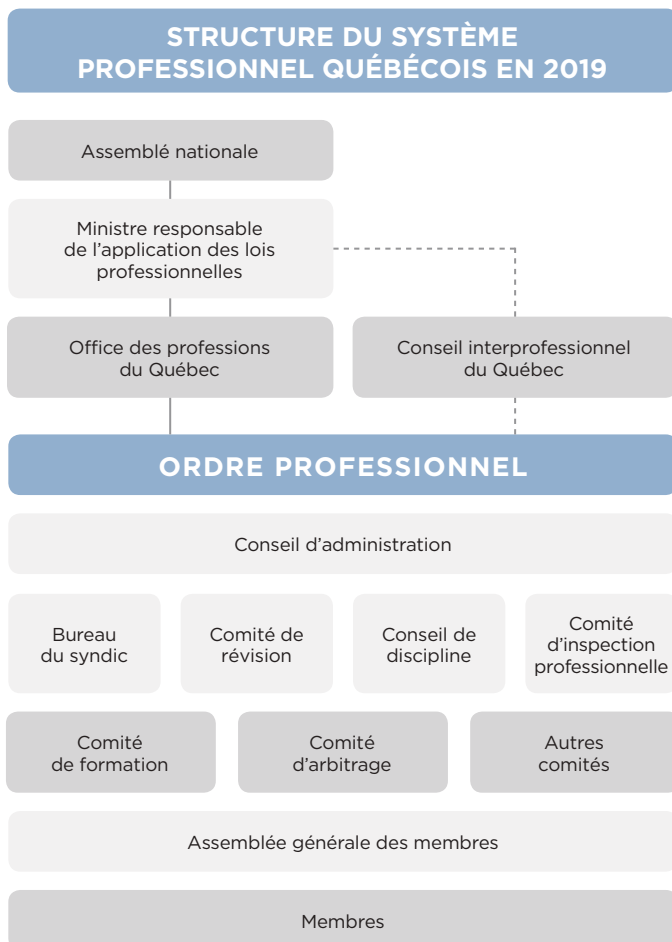 STRUCTURE DU SYSTÈME
PROFESSIONNEL QUÉBÉCOIS EN 2019
Assemblé nationale
Ministre responsable
de l'application des lois
professionnelles
Office des professions
du Québec
Conseil interprofessionnel
du Québec
ORDRE PROFESSIONNEL
Conseil d'administration
Bureau
du syndic
Comité de
révision
Conseil de
discipline
Comité
d'inspection
professionnelle
Comité
de formation
Comité
d'arbitrage
Autres
comités
Assemblée générale des membres
Membres